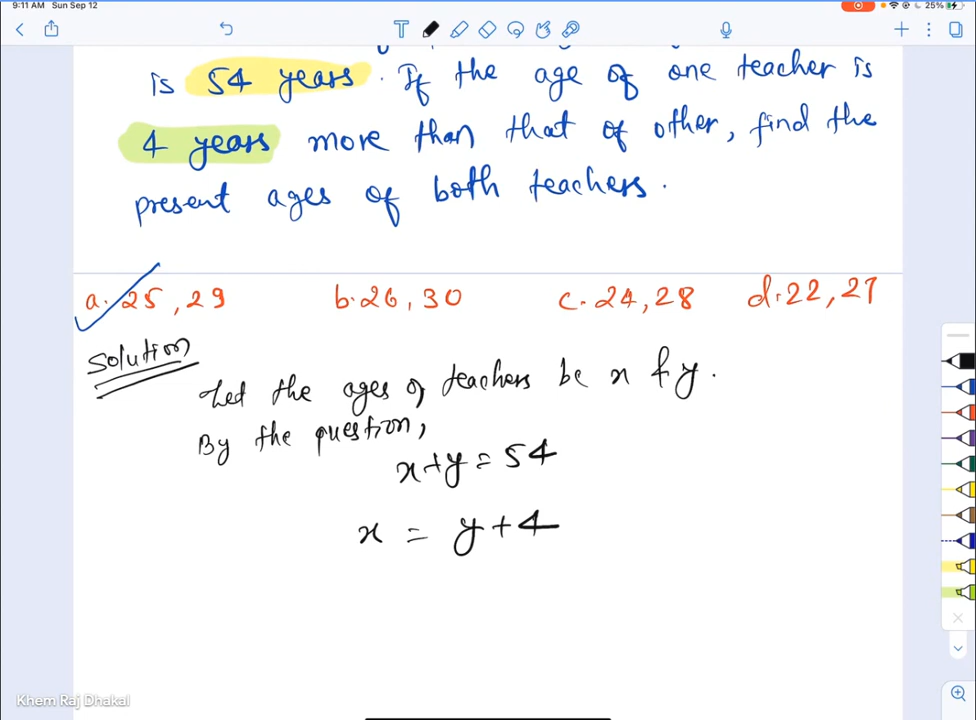 9:11 AM Sun Sep 12
25%
is 54 years. If the age of one teacher is
4 years more than that of other, find the
present ages of both teachers.
a. 25, 29 b. 26, 30 c. 24, 28 d. 22, 27
Solution
Let the ages of teachers be x & y.
By the question,
x+y = 54
x = y+4
Khem Raj Dhakal